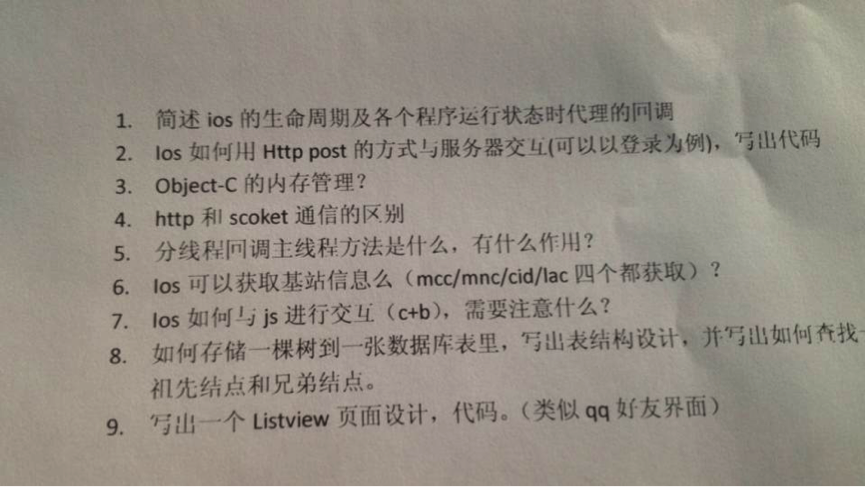 1. 简述 ios 的生命周期及各个程序运行状态时代理的回调
2. Ios 如何用 Http post 的方式与服务器交互(可以以登录为例)，写出代码
3. Object-C 的内存管理？
4. http 和 scoket 通信的区别
5. 分线程回调主线程方法是什么，有什么作用？
6. Ios 可以获取基站信息么（mcc/mnc/cid/lac 四个都获取）？
7. Ios 如何与 js 进行交互（c+b），需要注意什么？
8. 如何存储一棵树到一张数据库表里，写出表结构设计，并写出如何查找
祖先结点和兄弟结点。
9. 写出一个 Listview 页面设计，代码。（类似 qq 好友界面）